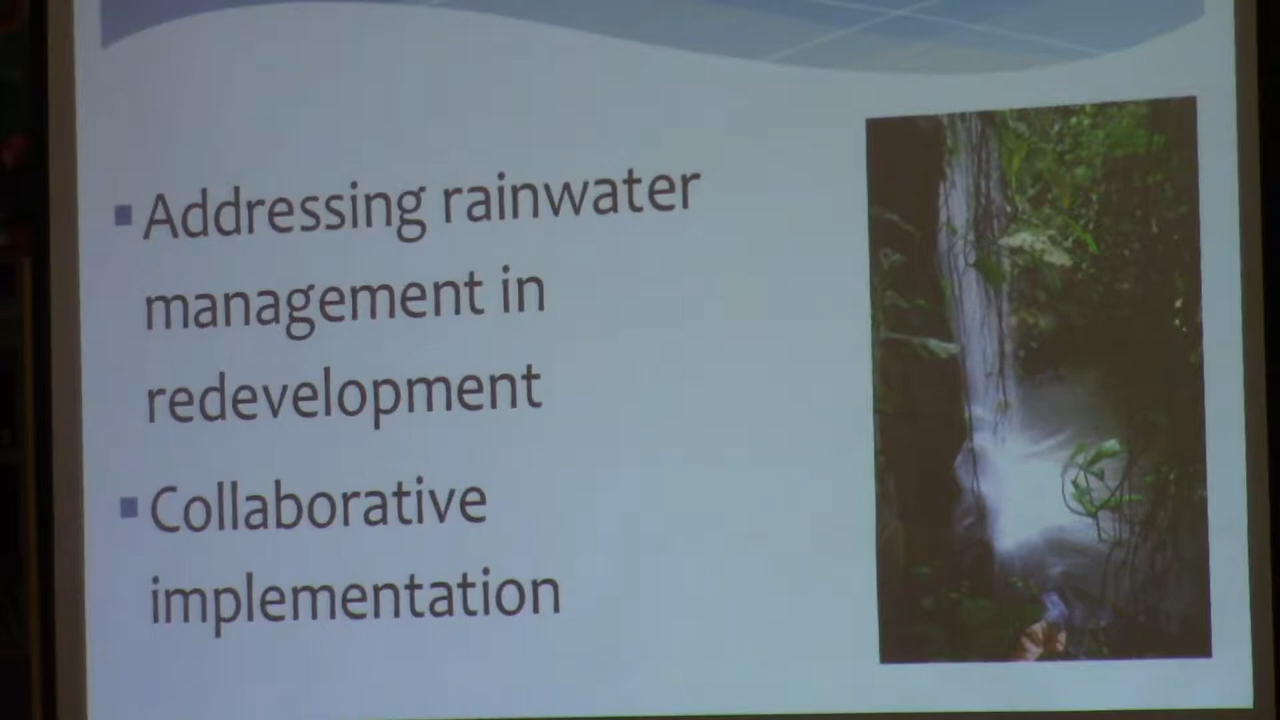 Addressing rainwater
management in
redevelopment
Collaborative
implementation